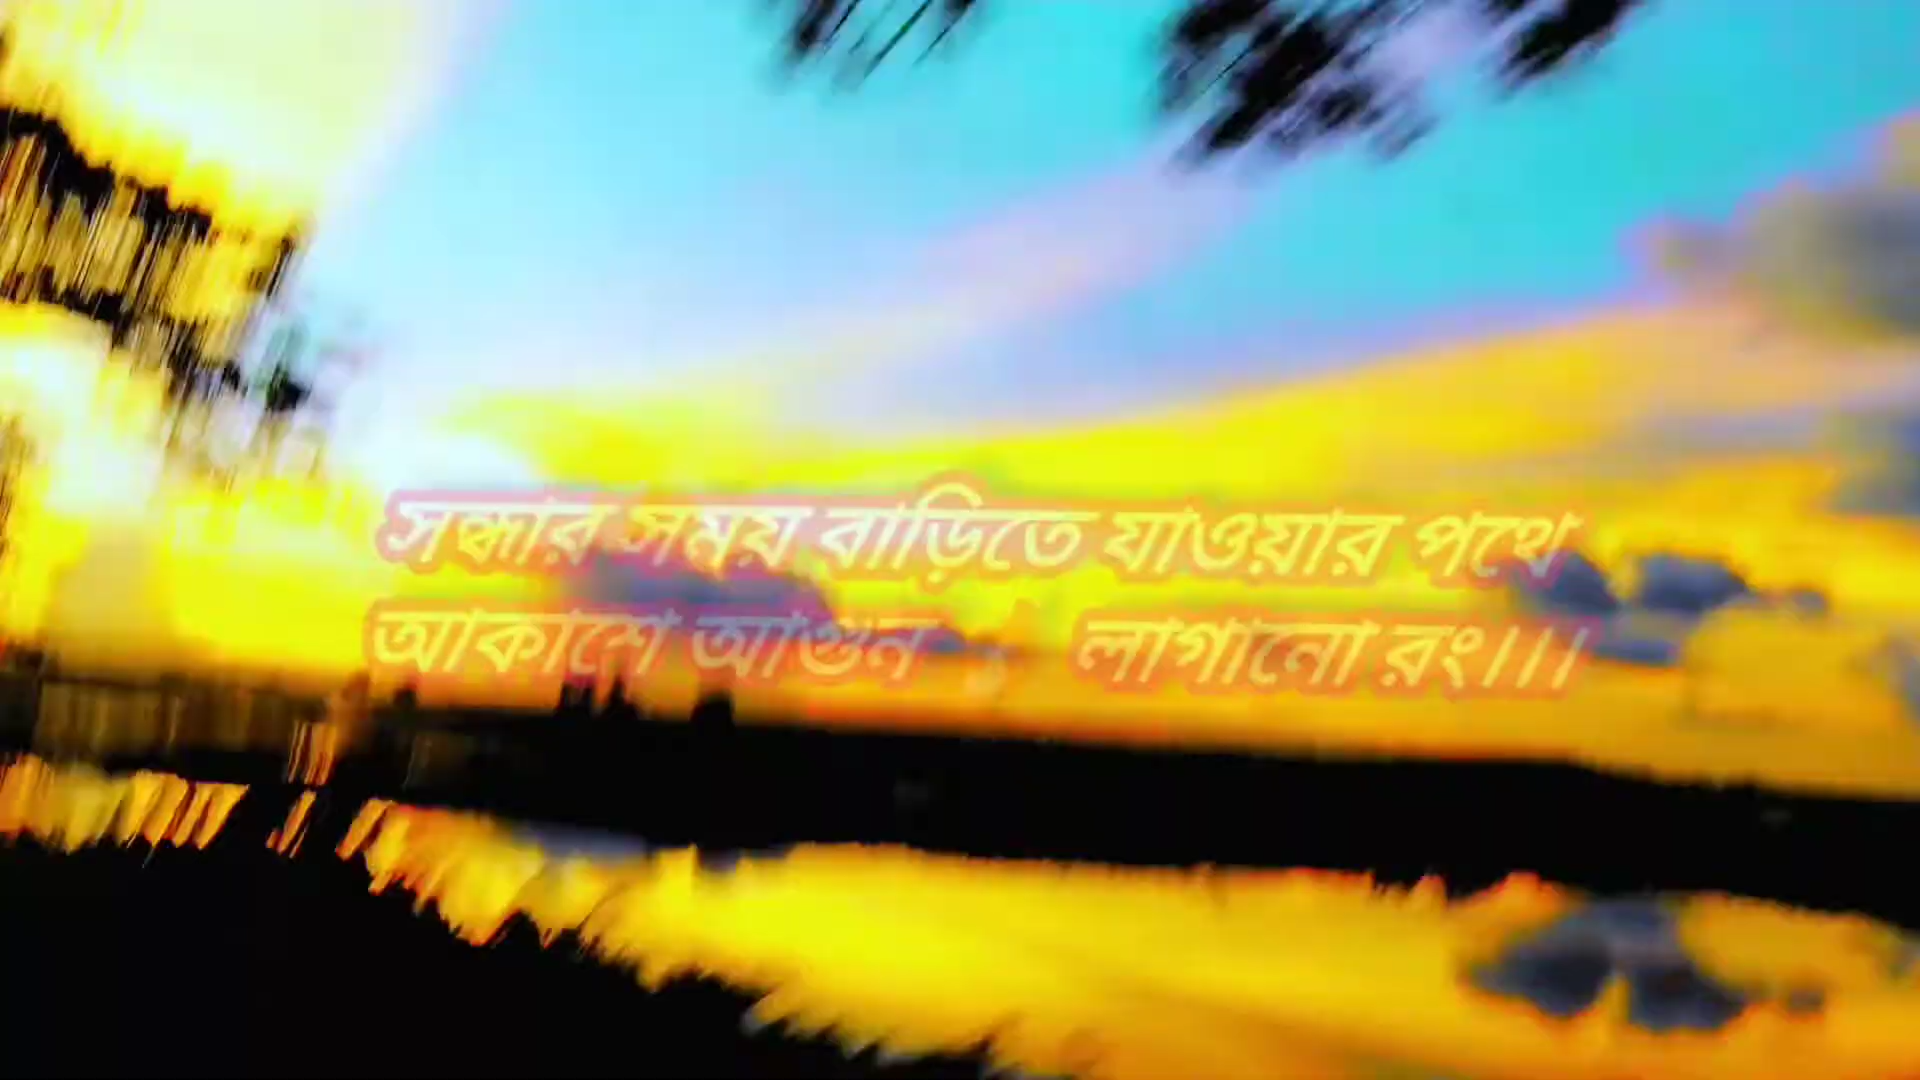 সন্ধার সময় বাড়িতে যাওয়ার পথে
আকাশে আগুন লাগানো রং।।।